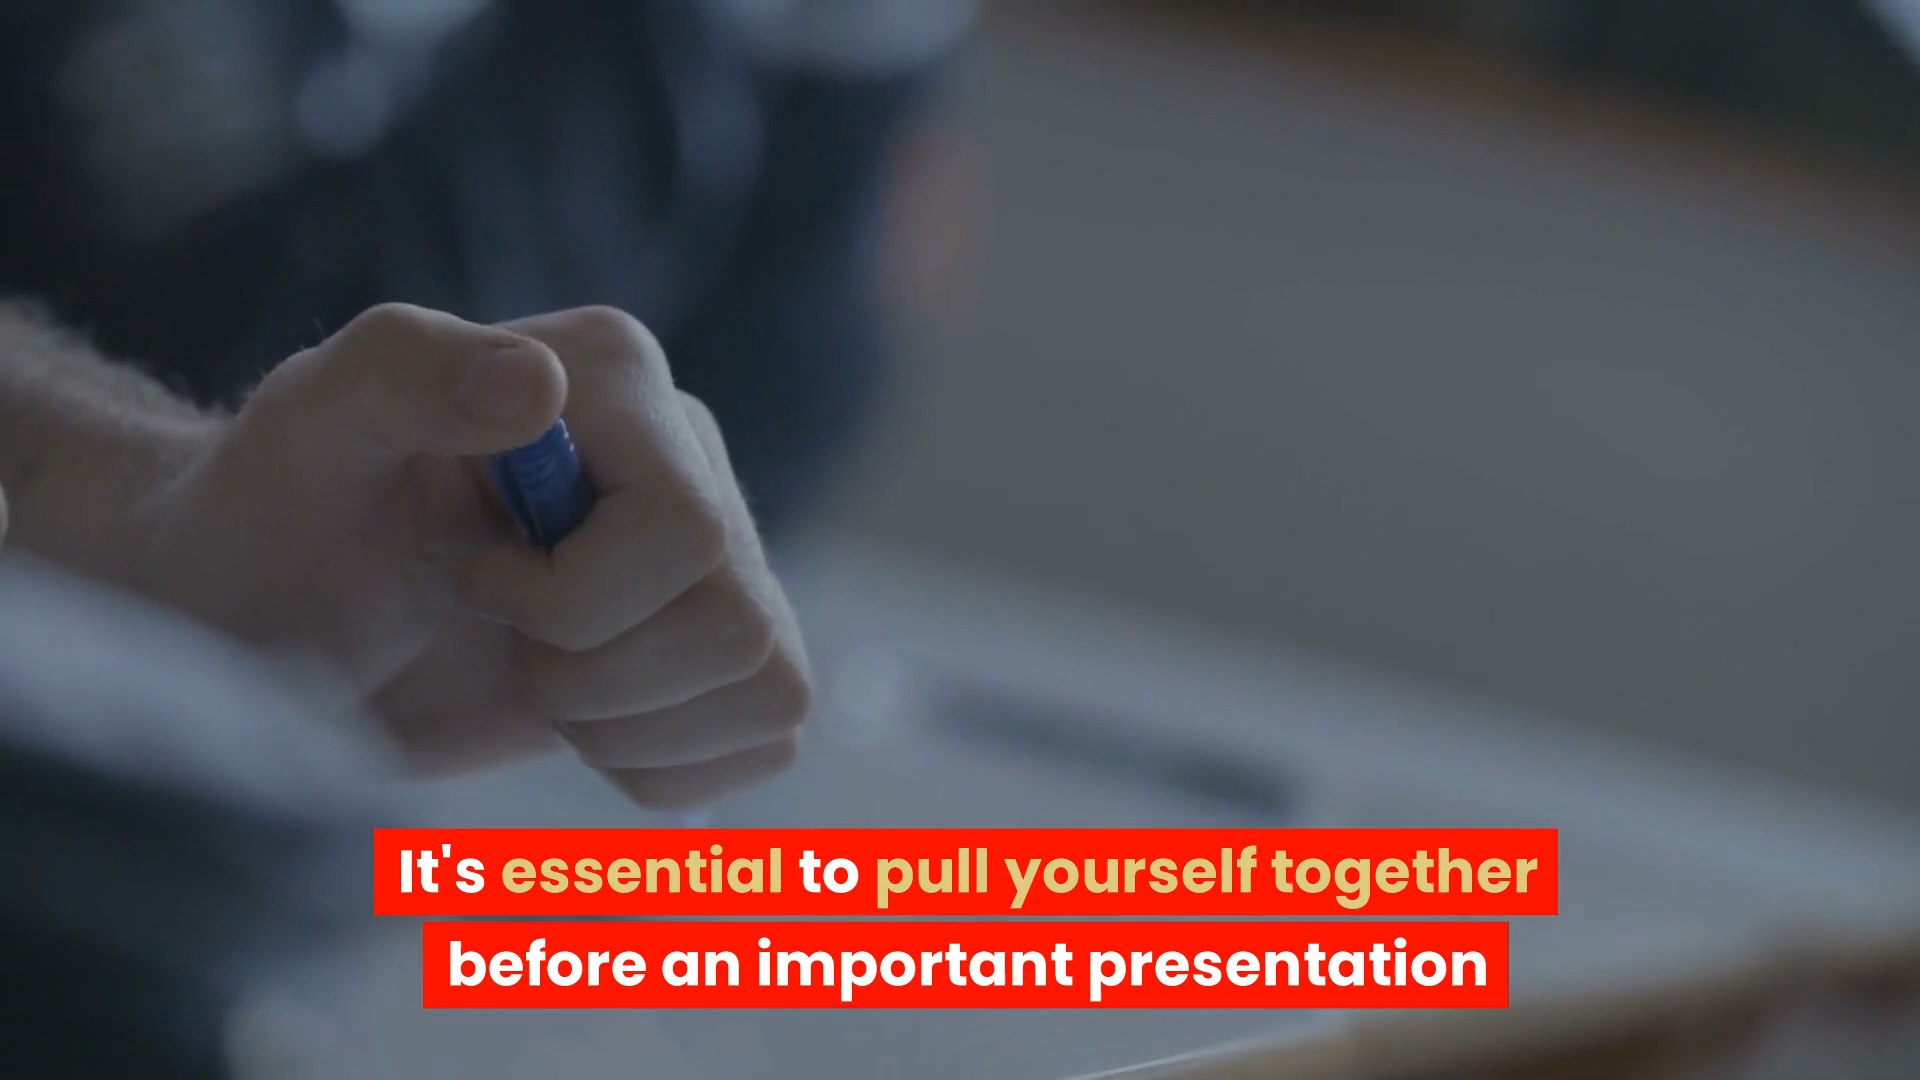 It's essential to pull yourself together
before an important presentation